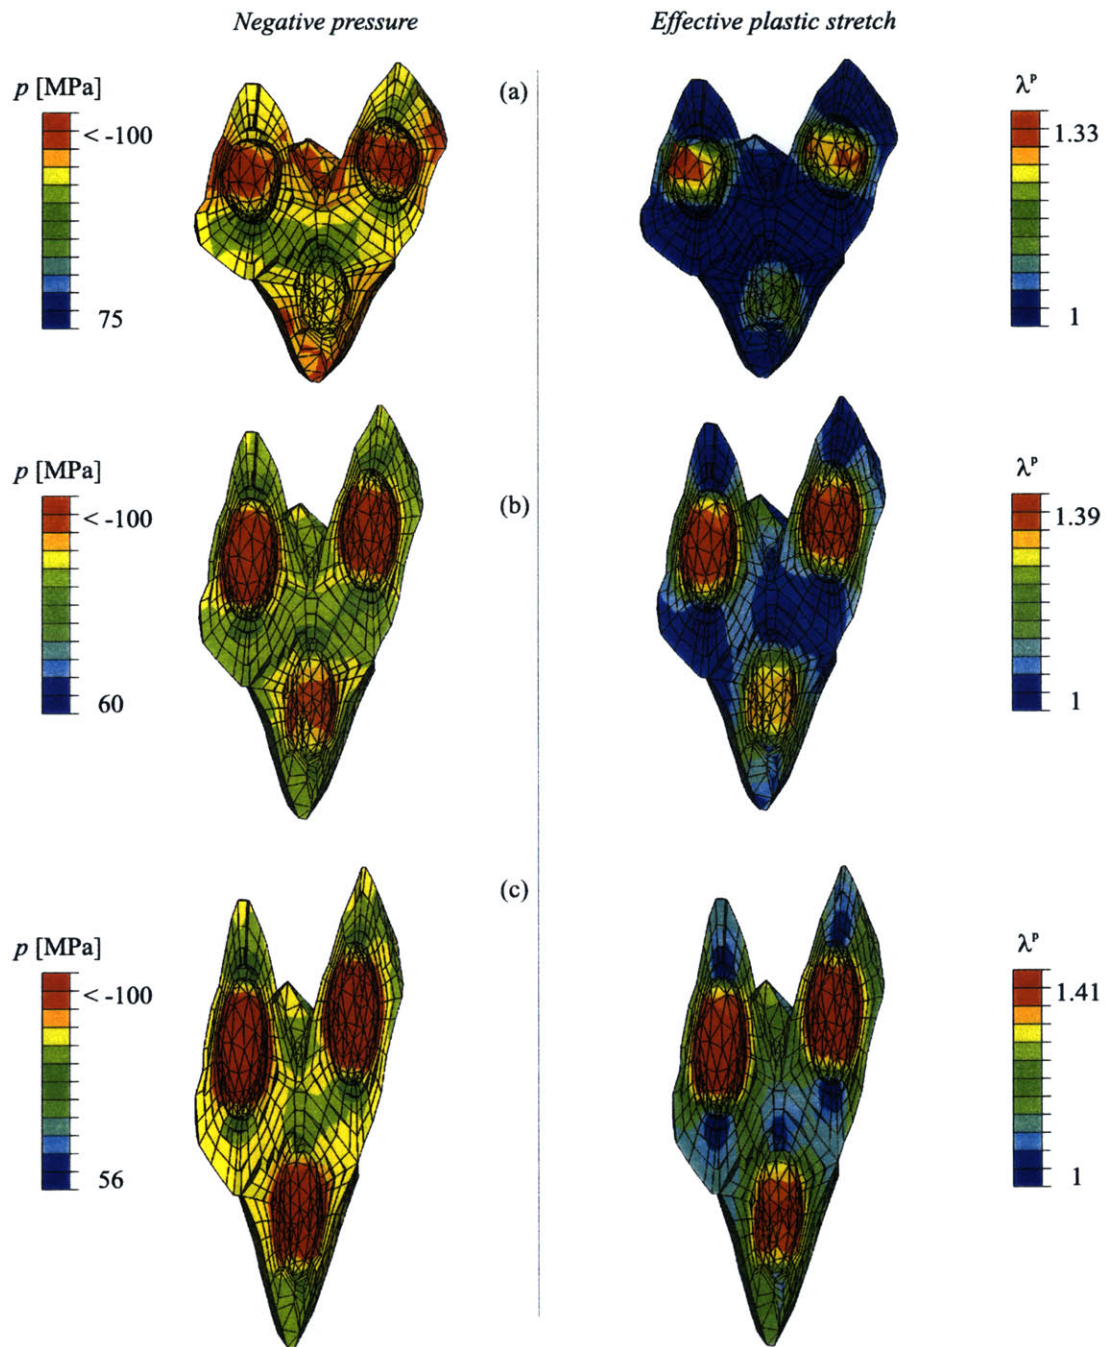 Negative pressure
Effective plastic stretch
p [MPa]
(a)
λᵖ
< -100
1.33
75
1
p [MPa]
(b)
λᵖ
< -100
1.39
60
1
(c)
p [MPa]
λᵖ
< -100
1.41
56
1